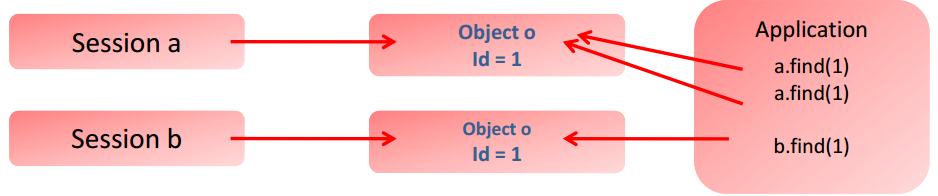 Session a
Object o
Id = 1
Application
a.find(1)
a.find(1)
Session b
Object o
Id = 1
b.find(1)